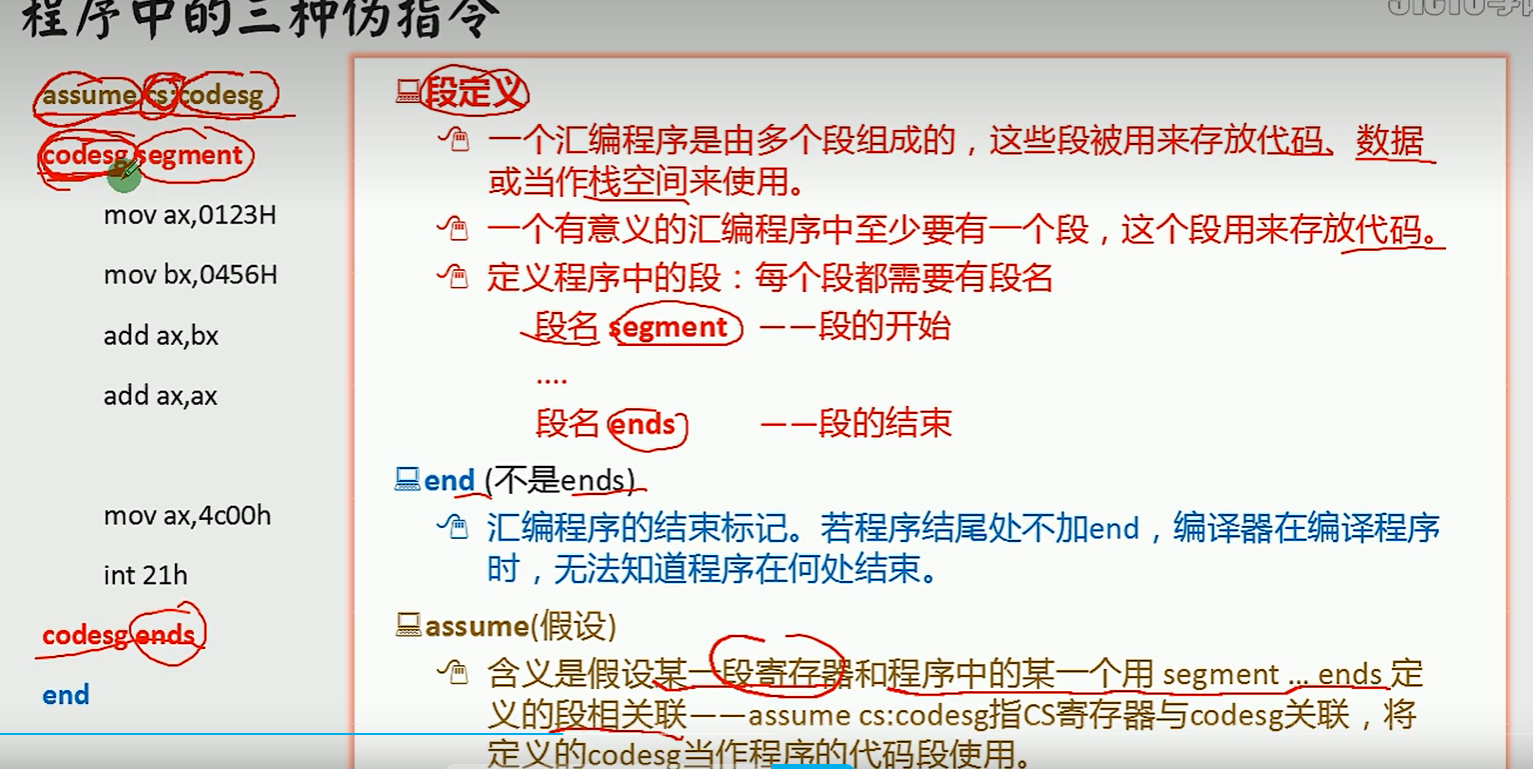 程序中的三种伪指令
assume cs:codesg
codesg segment
mov ax,0123H
mov bx,0456H
add ax,bx
add ax,ax
mov ax,4c00h
int 21h
codesg ends
end
段定义
一个汇编程序是由多个段组成的，这些段被用来存放代码、数据
或当作栈空间来使用。
一个有意义的汇编程序中至少要有一个段，这个段用来存放代码。
定义程序中的段：每个段都需要有段名
段名 segment ——段的开始
....
段名 ends ——段的结束
end (不是ends)
汇编程序的结束标记。若程序结尾处不加end，编译器在编译程序
时，无法知道程序在何处结束。
assume(假设)
含义是假设某一段寄存器和程序中的某一个用 segment ... ends 定
义的段相关联——assume cs:codesg指CS寄存器与codesg关联，将
定义的codesg当作程序的代码段使用。